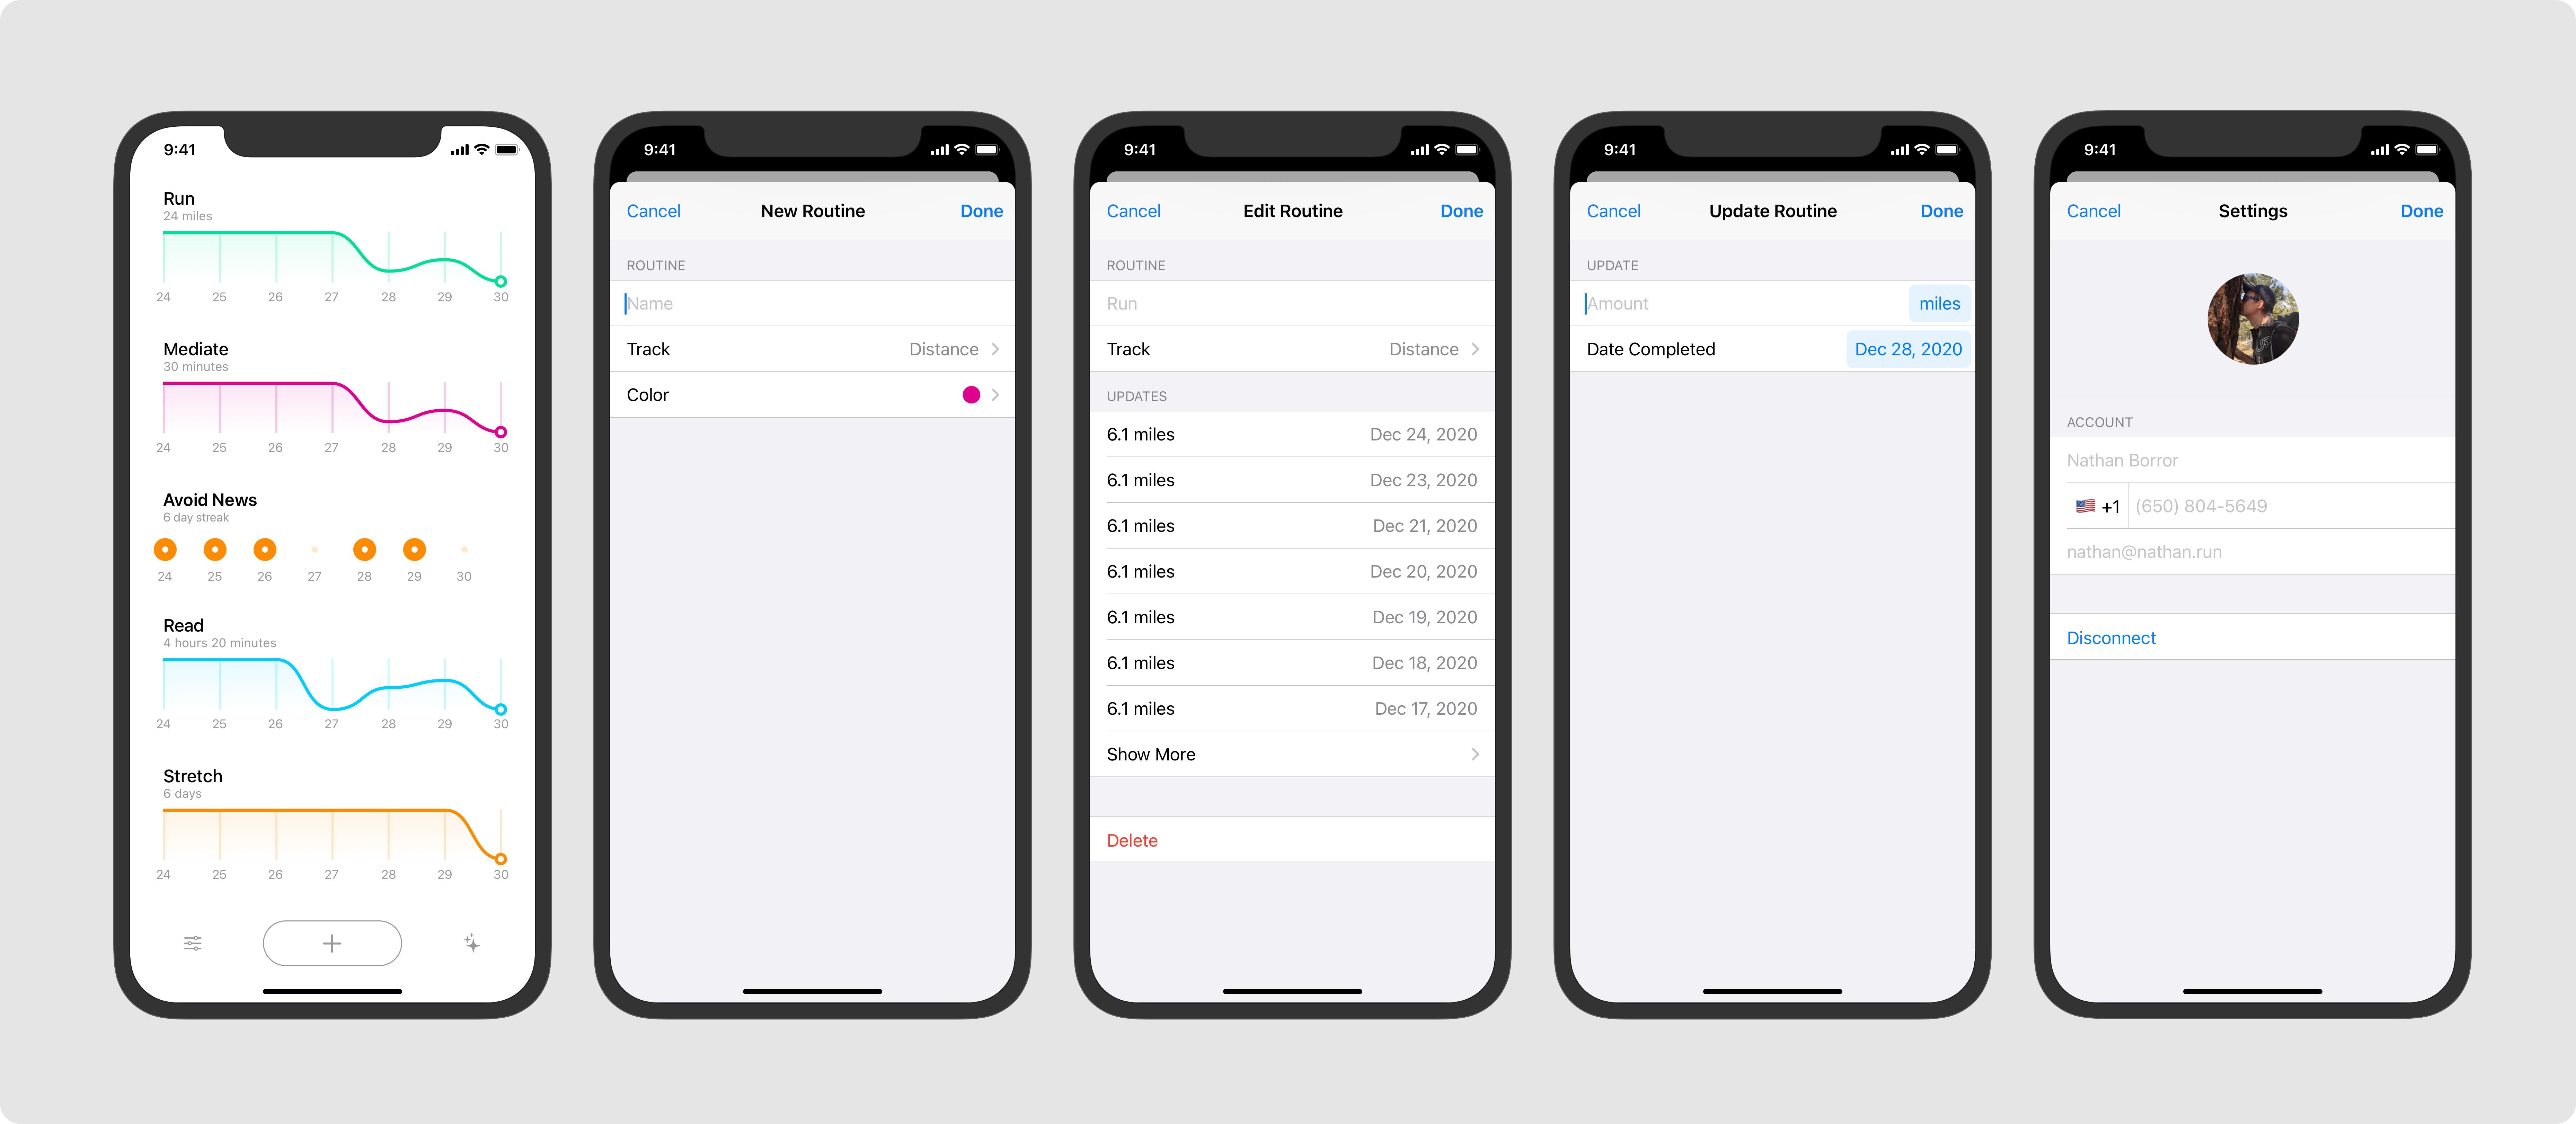 9:41
Run
24 miles
24 25 26 27 28 29 30
Mediate
30 minutes
24 25 26 27 28 29 30
Avoid News
6 day streak
24 25 26 27 28 29 30
Read
4 hours 20 minutes
24 25 26 27 28 29 30
Stretch
6 days
24 25 26 27 28 29 30
9:41
Cancel New Routine Done
ROUTINE
Name
Track Distance
Color
9:41
Cancel Edit Routine Done
ROUTINE
Run
Track Distance
UPDATES
6.1 miles Dec 24, 2020
6.1 miles Dec 23, 2020
6.1 miles Dec 21, 2020
6.1 miles Dec 20, 2020
6.1 miles Dec 19, 2020
6.1 miles Dec 18, 2020
6.1 miles Dec 17, 2020
Show More
Delete
9:41
Cancel Update Routine Done
UPDATE
Amount miles
Date Completed Dec 28, 2020
9:41
Cancel Settings Done
ACCOUNT
Nathan Borror
+1 (650) 804-5649
nathan@nathan.run
Disconnect